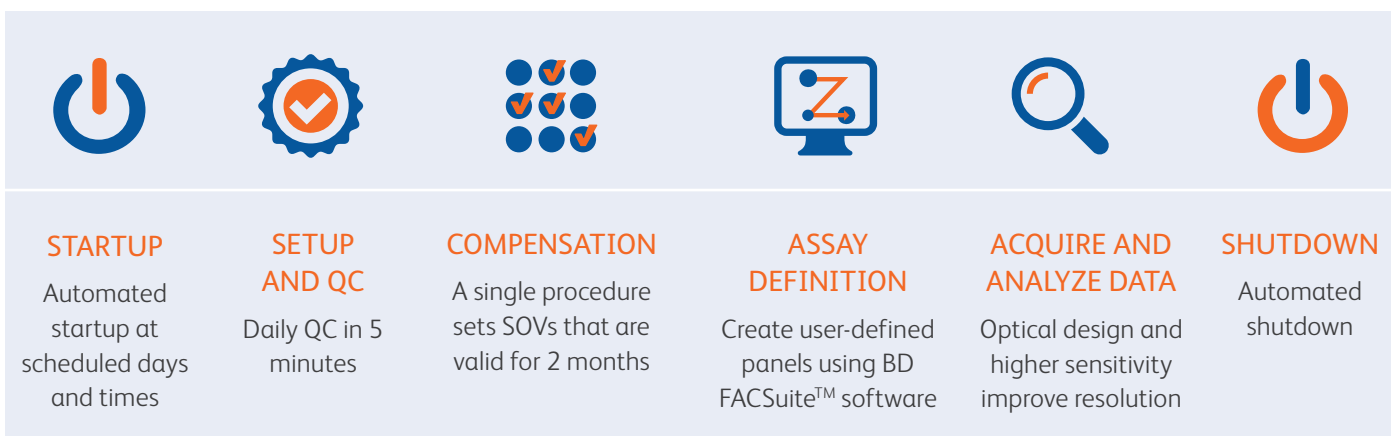 STARTUP
Automated
startup at
scheduled days
and times
SETUP
AND QC
Daily QC in 5
minutes
COMPENSATION
A single procedure
sets SOVs that are
valid for 2 months
ASSAY
DEFINITION
Create user-defined
panels using BD
FACSuite™ software
ACQUIRE AND
ANALYZE DATA
Optical design and
higher sensitivity
improve resolution
SHUTDOWN
Automated
shutdown